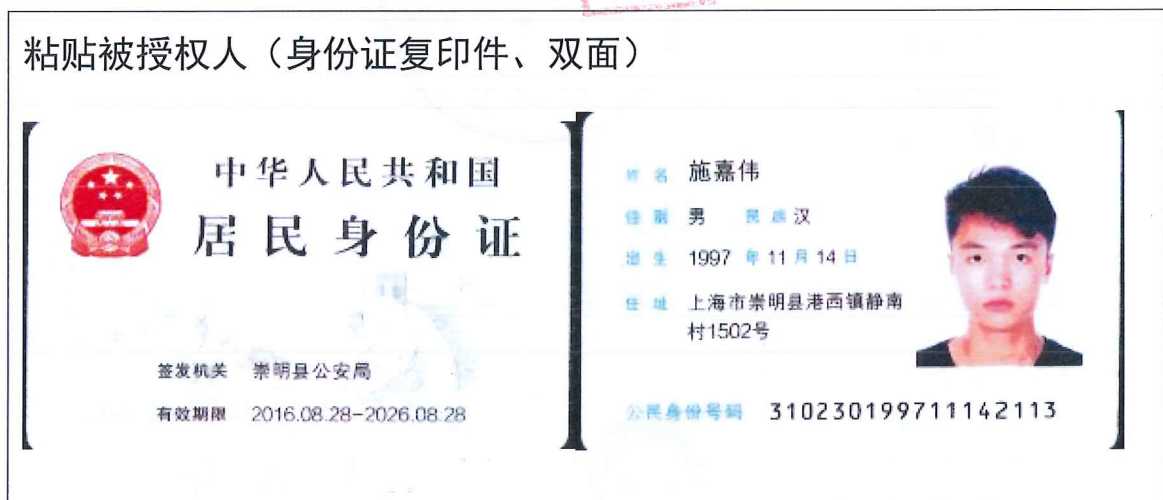 粘贴被授权人（身份证复印件、双面）
中华人民共和国
居民身份证
签发机关 崇明县公安局
有效期限 2016.08.28-2026.08.28
姓名 施嘉伟
性别 男 民族 汉
出生 1997 年 11 月 14 日
住址 上海市崇明县港西镇静南
村1502号
公民身份号码 310230199711142113